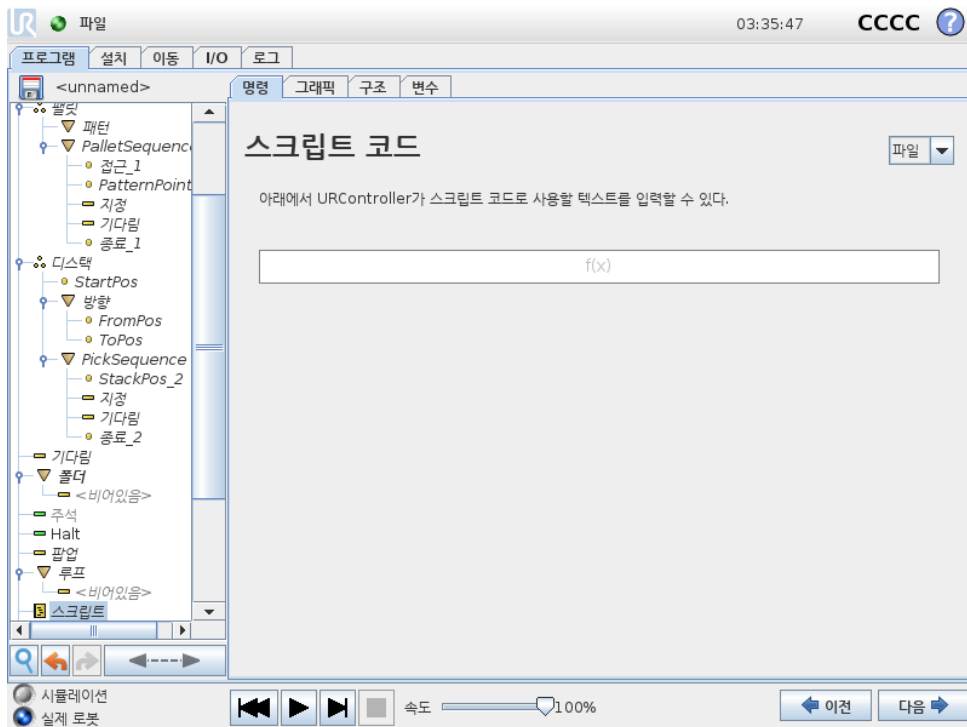 UR 파일 03:35:47 CCCC ?
프로그램 설치 이동 I/O 로그
<unnamed> 명령 그래픽 구조 변수
팔렛
패턴
PalletSequenc
접근_1
PatternPoint
지정
기다림
종료_1
디스택
StartPos
방향
FromPos
ToPos
PickSequence
StackPos_2
지정
기다림
종료_2
기다림
폴더
<비어있음>
주석
Halt
팝업
루프
<비어있음>
스크립트
스크립트 코드
파일
아래에서 URController가 스크립트 코드로 사용할 텍스트를 입력할 수 있다.
f(x)
시뮬레이션
실제 로봇
속도 100%
이전 다음